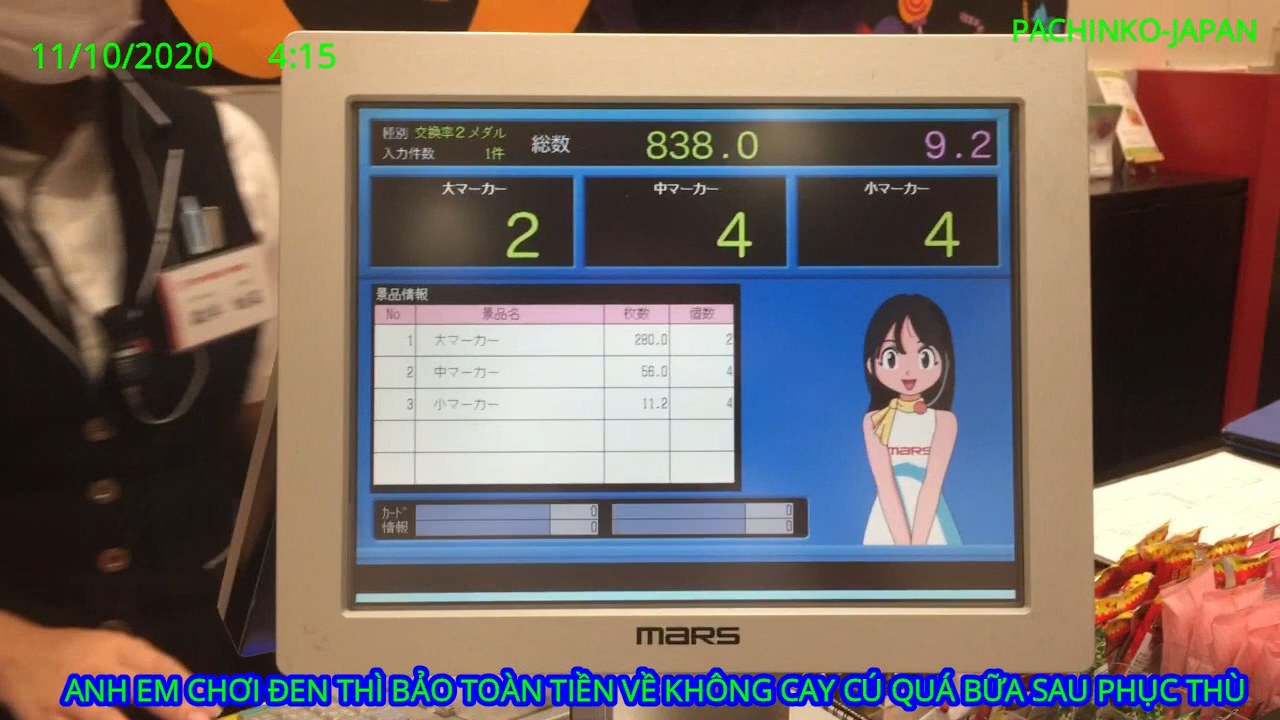 PACHINKO-JAPAN
11/10/2020 4:15
種別 交換率2メダル
入力件数 1件
総数 838.0 9.2
大マーカー 中マーカー 小マーカー
2 4 4
景品情報
No 景品名 枚数 個数
1 大マーカー 280.0 2
2 中マーカー 56.0 4
3 小マーカー 11.2 4
カード 0 0
情報 0 0
mars
mars
ANH EM CHƠI ĐEN THÌ BẢO TOÀN TIỀN VỀ KHÔNG CAY CÚ QUÁ BỮA SAU PHỤC THÙ